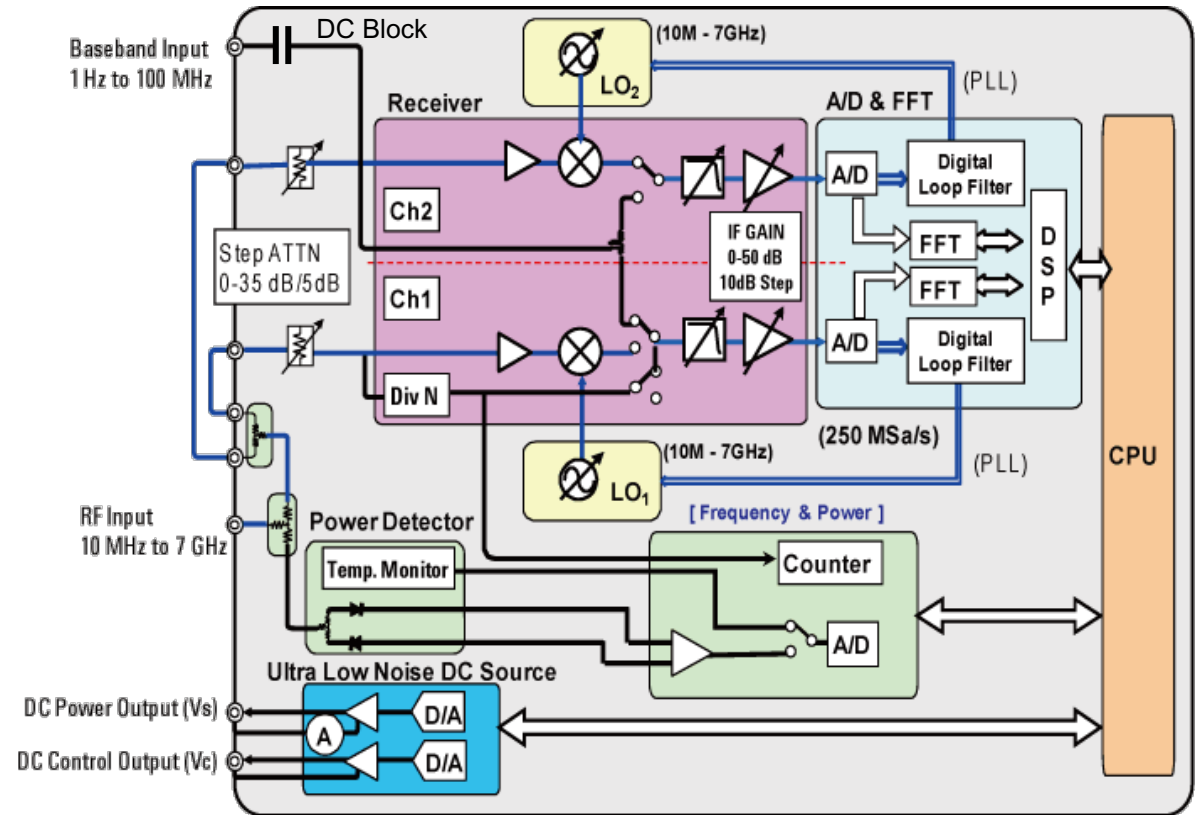 DC Block
Baseband Input
1 Hz to 100 MHz
(10M - 7GHz)
LO2
(PLL)
Receiver
A/D & FFT
A/D
Digital
Loop Filter
Ch2
Step ATTN
0-35 dB/5dB
IF GAIN
0-50 dB
10dB Step
FFT
FFT
D
S
P
Ch1
A/D
Digital
Loop Filter
Div N
(250 MSa/s)
(10M - 7GHz)
LO1
(PLL)
CPU
RF Input
10 MHz to 7 GHz
Power Detector
Temp. Monitor
[ Frequency & Power ]
Counter
A/D
Ultra Low Noise DC Source
DC Power Output (Vs)
A
D/A
DC Control Output (Vc)
D/A